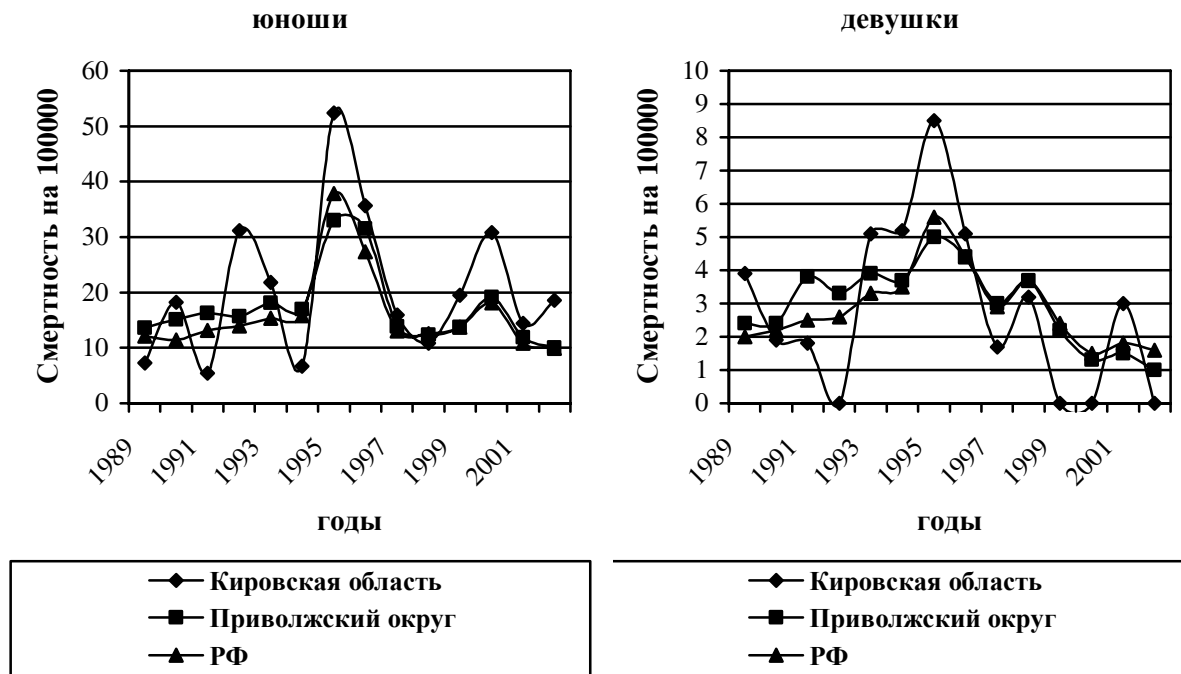 юноши
Смертность на 100000
60
50
40
30
20
10
0
1989
1991
1993
1995
1997
1999
2001
годы
Кировская область
Приволжский округ
РФ
девушки
Смертность на 100000
10
9
8
7
6
5
4
3
2
1
0
1989
1991
1993
1995
1997
1999
2001
годы
Кировская область
Приволжский округ
РФ